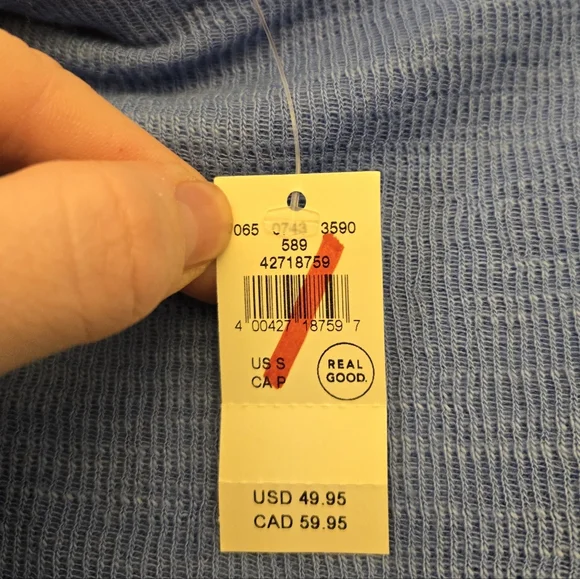 065 0743 3590
589
42718759
4 00427 18759 7
US S
CA P
REAL
GOOD.
USD 49.95
CAD 59.95